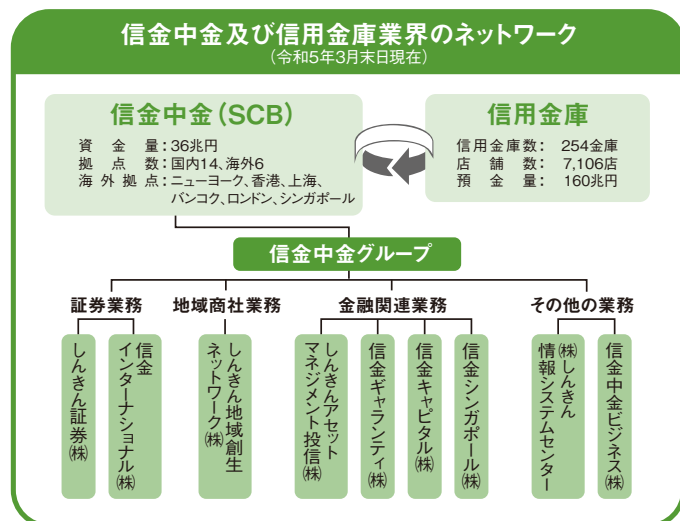 信金中金及び信用金庫業界のネットワーク
（令和5年3月末日現在）
信金中金（SCB）
資金量：36兆円
拠点数：国内14、海外6
海外拠点：ニューヨーク、香港、上海、
バンコク、ロンドン、シンガポール
信用金庫
信用金庫数：254金庫
店舗数：7,106店
預金量：160兆円
信金中金グループ
証券業務
地域商社業務
金融関連業務
その他の業務
しんきん証券㈱
信金
インターナショナル㈱
しんきん地域創生
ネットワーク㈱
しんきんアセット
マネジメント投信㈱
信金ギャランティ㈱
信金キャピタル㈱
信金シンガポール㈱
㈱しんきん
情報システムセンター
信金中金ビジネス㈱